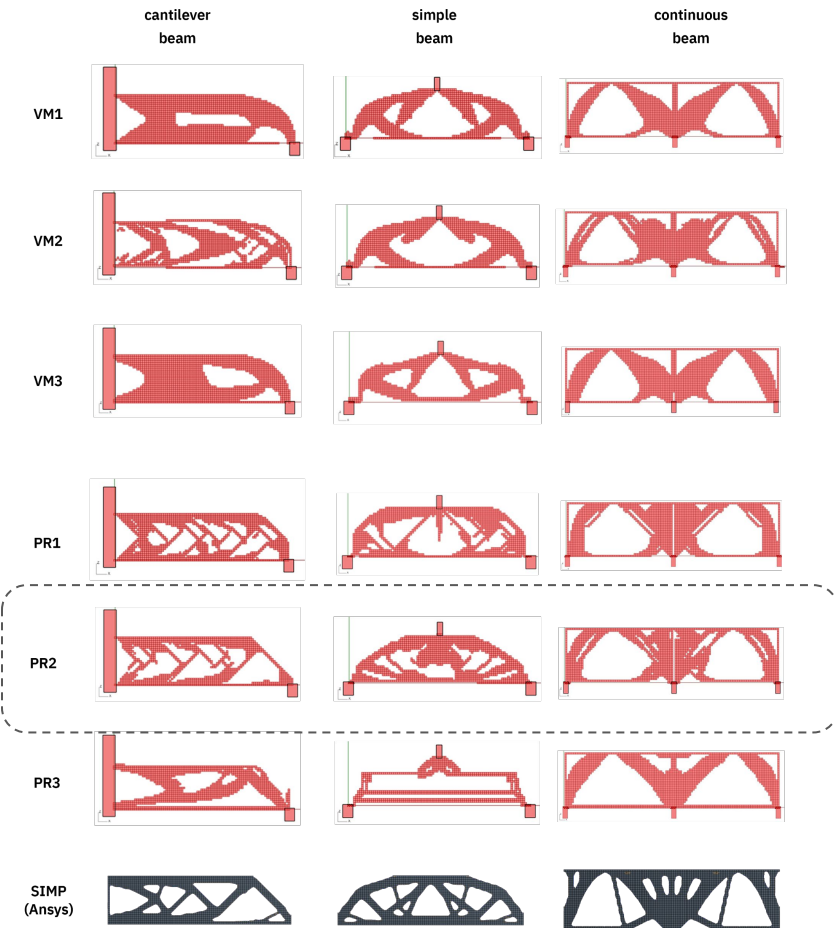 cantilever
beam
simple
beam
continuous
beam
VM1
VM2
VM3
PR1
PR2
PR3
SIMP
(Ansys)